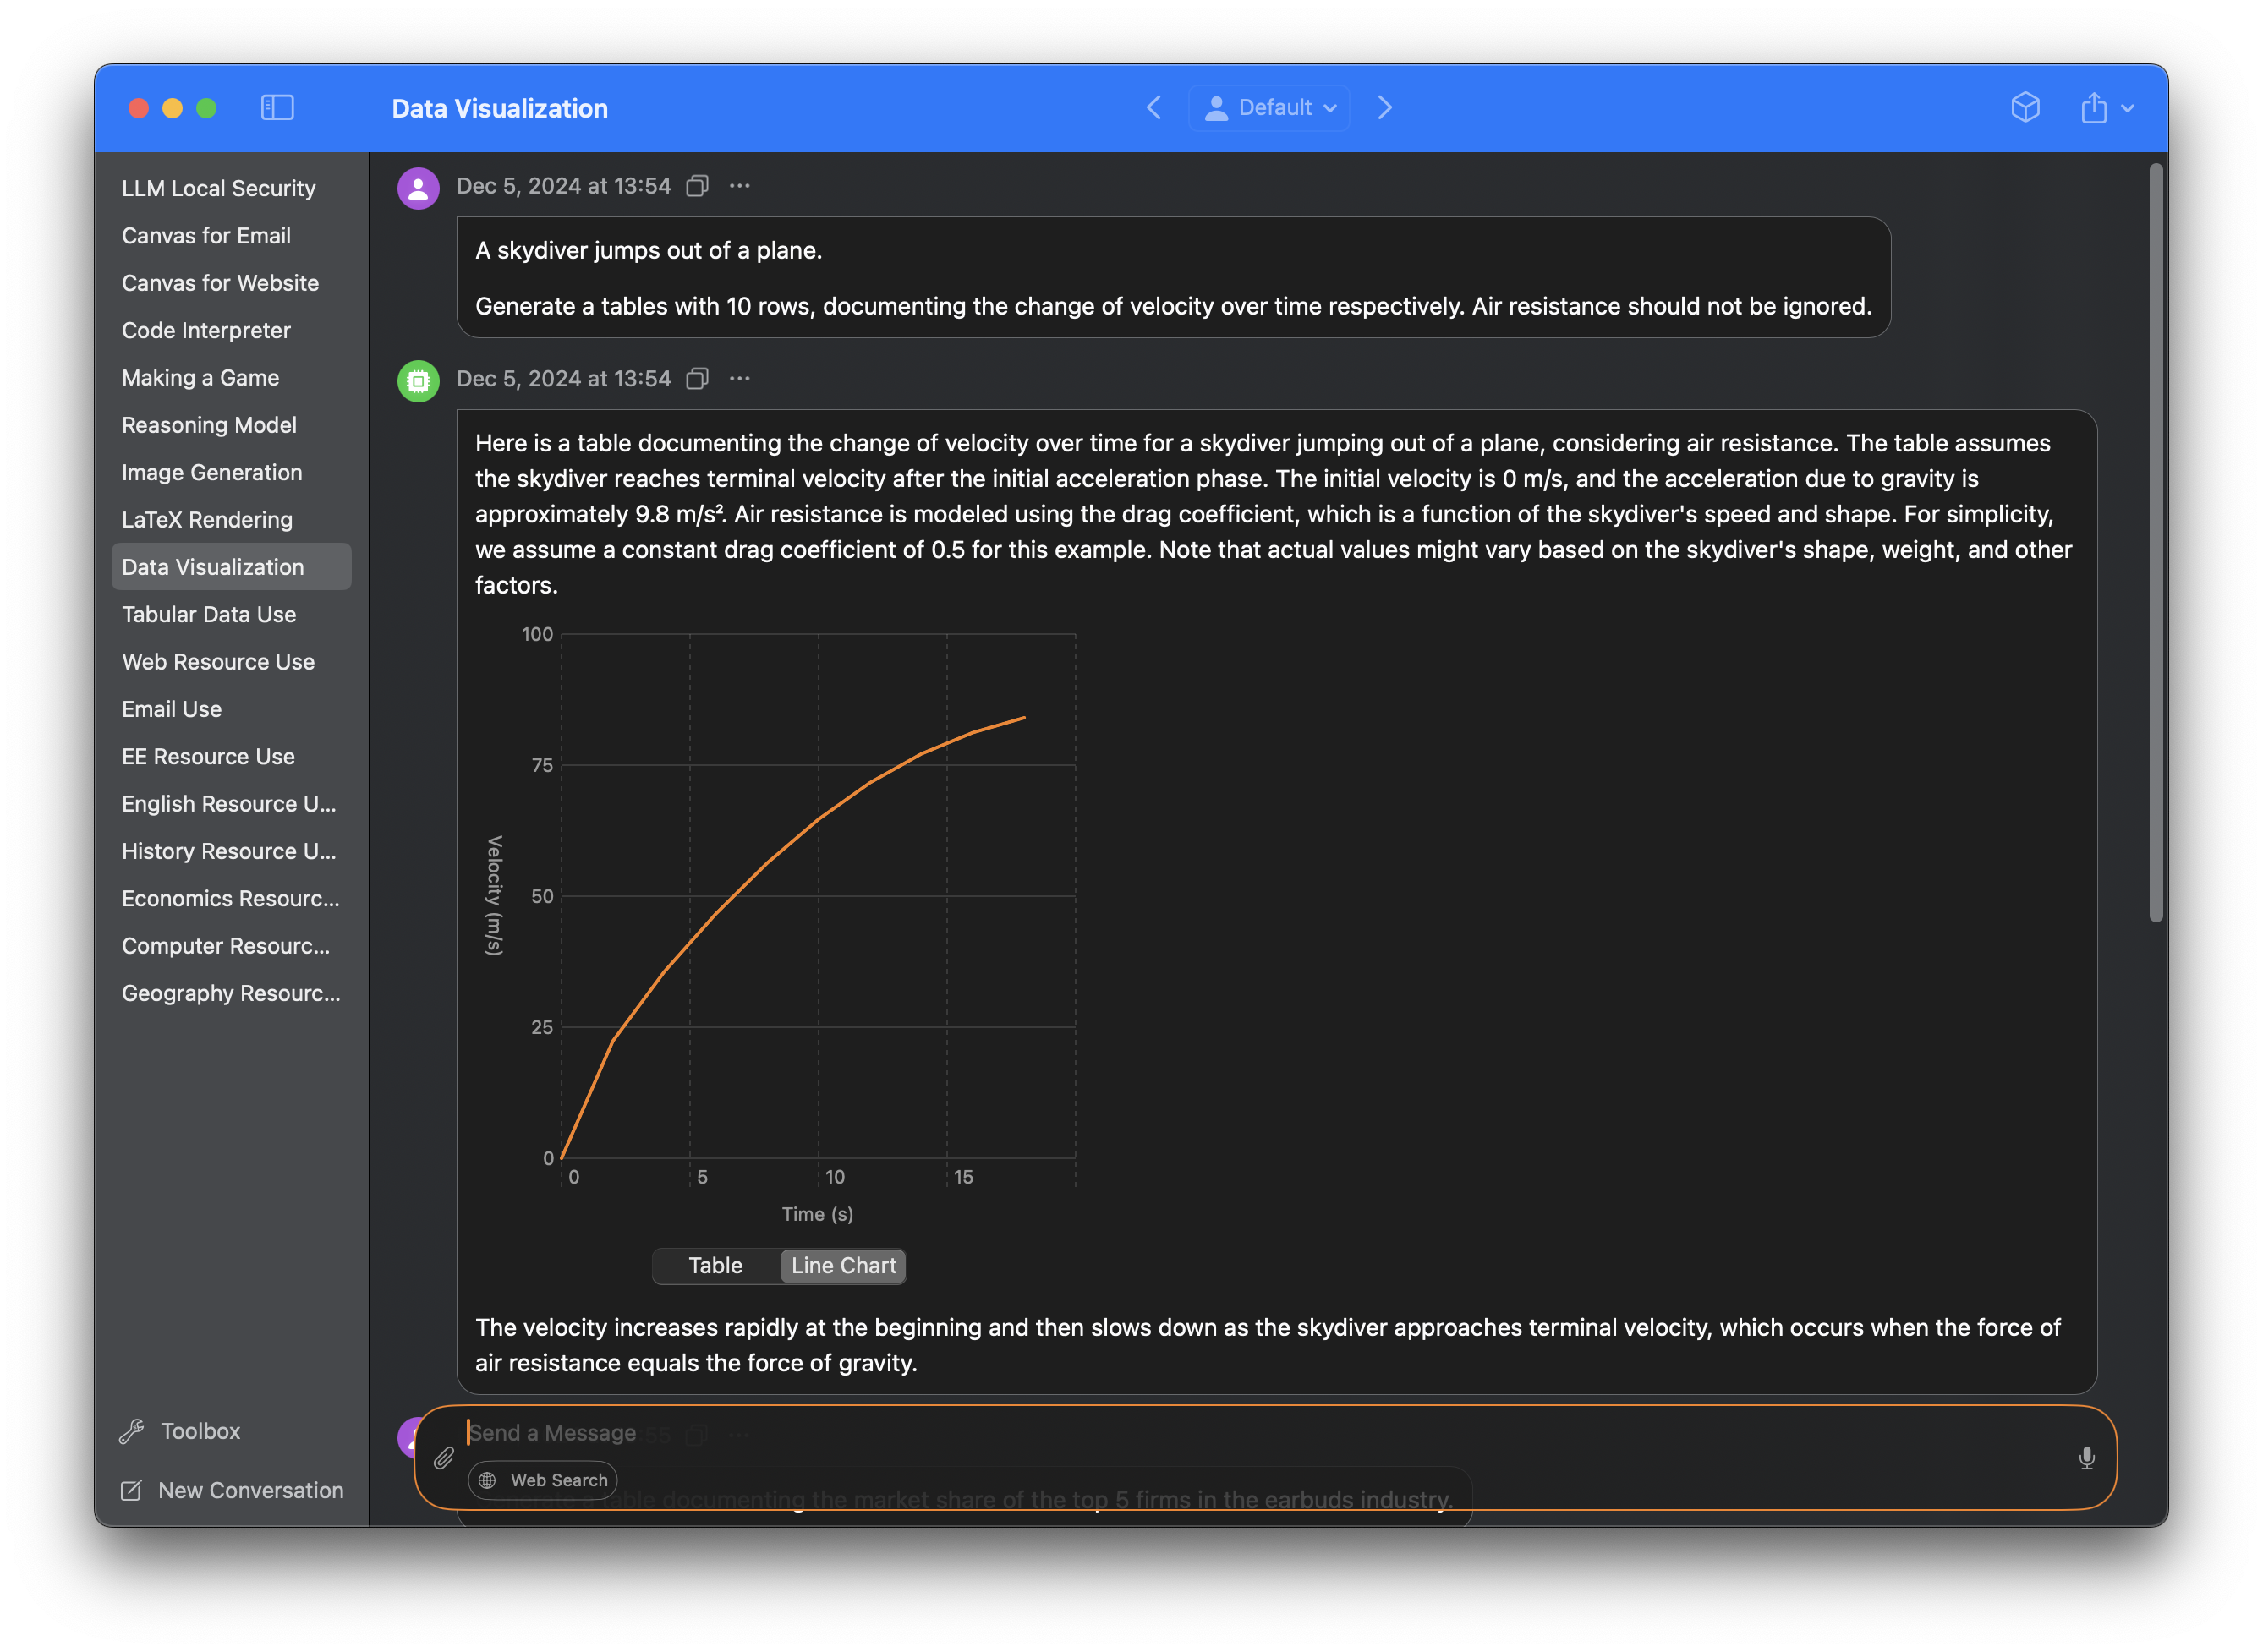 Data Visualization
Default
LLM Local Security
Canvas for Email
Canvas for Website
Code Interpreter
Making a Game
Reasoning Model
Image Generation
LaTeX Rendering
Data Visualization
Tabular Data Use
Web Resource Use
Email Use
EE Resource Use
English Resource U...
History Resource U...
Economics Resourc...
Computer Resourc...
Geography Resourc...
Toolbox
New Conversation
Dec 5, 2024 at 13:54
A skydiver jumps out of a plane.
Generate a tables with 10 rows, documenting the change of velocity over time respectively. Air resistance should not be ignored.
Dec 5, 2024 at 13:54
Here is a table documenting the change of velocity over time for a skydiver jumping out of a plane, considering air resistance. The table assumes
the skydiver reaches terminal velocity after the initial acceleration phase. The initial velocity is 0 m/s, and the acceleration due to gravity is
approximately 9.8 m/s². Air resistance is modeled using the drag coefficient, which is a function of the skydiver's speed and shape. For simplicity,
we assume a constant drag coefficient of 0.5 for this example. Note that actual values might vary based on the skydiver's shape, weight, and other
factors.
100
75
50
25
0
Velocity (m/s)
0 5 10 15
Time (s)
Table Line Chart
The velocity increases rapidly at the beginning and then slows down as the skydiver approaches terminal velocity, which occurs when the force of
air resistance equals the force of gravity.
Send a Message
Web Search
table documenting the market share of the top 5 firms in the earbuds industry.